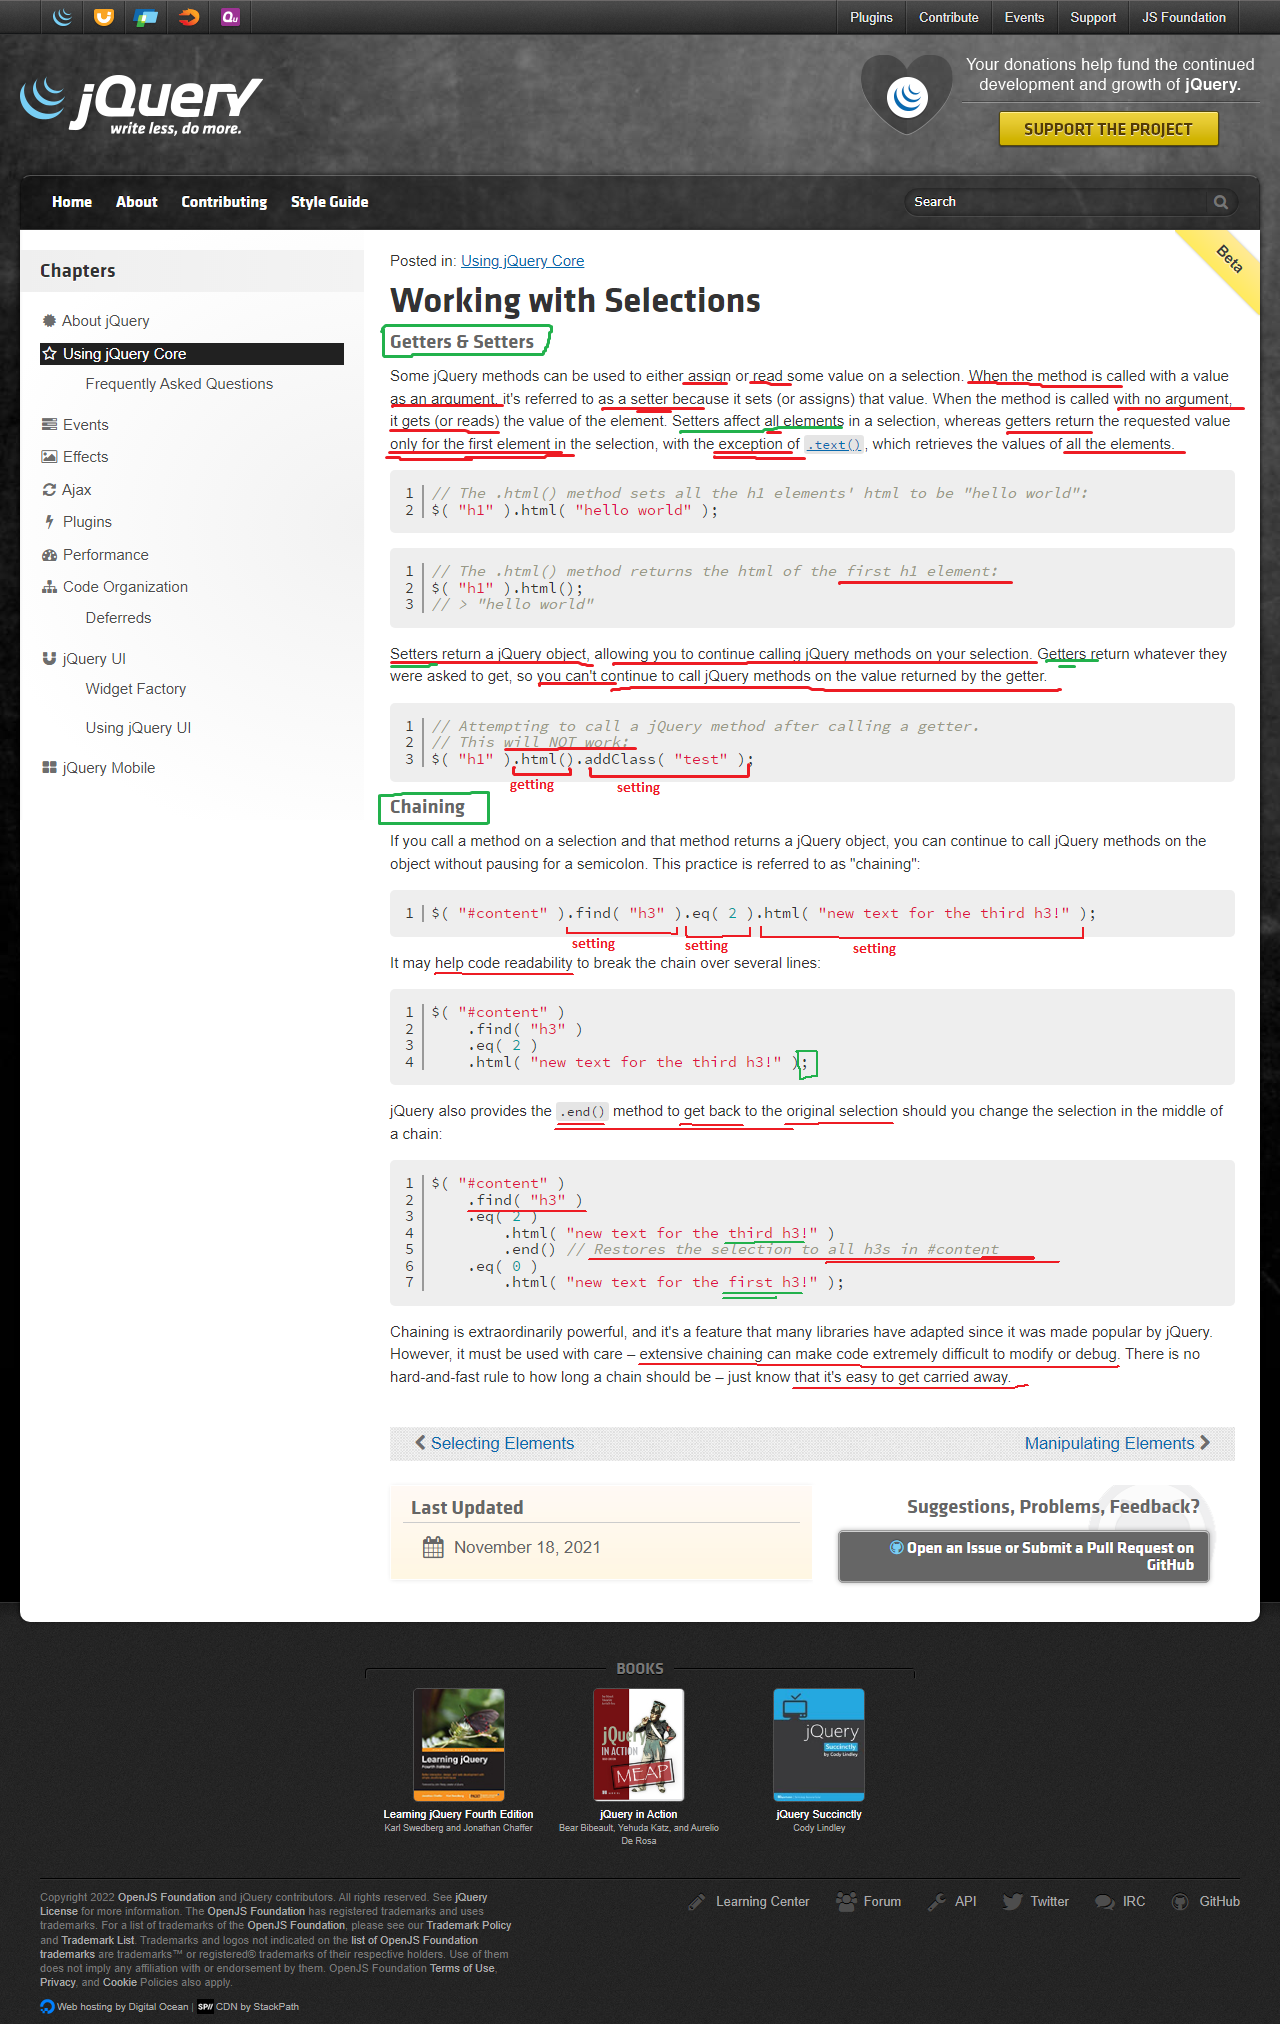 Plugins Contribute Events Support JS Foundation
jQuery
write less, do more.
Your donations help fund the continued
development and growth of jQuery.
SUPPORT THE PROJECT
Home About Contributing Style Guide
Search
Beta
Chapters
About jQuery
Using jQuery Core
Frequently Asked Questions
Events
Effects
Ajax
Plugins
Performance
Code Organization
Deferreds
jQuery UI
Widget Factory
Using jQuery UI
jQuery Mobile
Posted in: Using jQuery Core
Working with Selections
Getters & Setters
Some jQuery methods can be used to either assign or read some value on a selection. When the method is called with a value
as an argument, it's referred to as a setter because it sets (or assigns) that value. When the method is called with no argument,
it gets (or reads) the value of the element. Setters affect all elements in a selection, whereas getters return the requested value
only for the first element in the selection, with the exception of .text(), which retrieves the values of all the elements.
1 // The .html() method sets all the h1 elements' html to be "hello world":
2 $( "h1" ).html( "hello world" );
1 // The .html() method returns the html of the first h1 element:
2 $( "h1" ).html();
3 // > "hello world"
Setters return a jQuery object, allowing you to continue calling jQuery methods on your selection. Getters return whatever they
were asked to get, so you can't continue to call jQuery methods on the value returned by the getter.
1 // Attempting to call a jQuery method after calling a getter.
2 // This will NOT work:
3 $( "h1" ).html().addClass( "test" );
getting setting
Chaining
If you call a method on a selection and that method returns a jQuery object, you can continue to call jQuery methods on the
object without pausing for a semicolon. This practice is referred to as "chaining":
1 $( "#content" ).find( "h3" ).eq( 2 ).html( "new text for the third h3!" );
setting setting setting
It may help code readability to break the chain over several lines:
1 $( "#content" )
2 .find( "h3" )
3 .eq( 2 )
4 .html( "new text for the third h3!" );
jQuery also provides the .end() method to get back to the original selection should you change the selection in the middle of
a chain:
1 $( "#content" )
2 .find( "h3" )
3 .eq( 2 )
4 .html( "new text for the third h3!" )
5 .end() // Restores the selection to all h3s in #content
6 .eq( 0 )
7 .html( "new text for the first h3!" );
Chaining is extraordinarily powerful, and it's a feature that many libraries have adapted since it was made popular by jQuery.
However, it must be used with care – extensive chaining can make code extremely difficult to modify or debug. There is no
hard-and-fast rule to how long a chain should be – just know that it's easy to get carried away.
Selecting Elements Manipulating Elements
Last Updated
November 18, 2021
Suggestions, Problems, Feedback?
Open an Issue or Submit a Pull Request on
GitHub
BOOKS
Learning jQuery
Fourth Edition
jQuery
IN ACTION
MEAP
jQuery
Succinctly
by Cody Lindley
Learning jQuery Fourth Edition
Karl Swedberg and Jonathan Chaffer
jQuery in Action
Bear Bibeault, Yehuda Katz, and Aurelio
De Rosa
jQuery Succinctly
Cody Lindley
Copyright 2022 OpenJS Foundation and jQuery contributors. All rights reserved. See jQuery
License for more information. The OpenJS Foundation has registered trademarks and uses
trademarks. For a list of trademarks of the OpenJS Foundation, please see our Trademark Policy
and Trademark List. Trademarks and logos not indicated on the list of OpenJS Foundation
trademarks are trademarks™ or registered® trademarks of their respective holders. Use of them
does not imply any affiliation with or endorsement by them. OpenJS Foundation Terms of Use,
Privacy, and Cookie Policies also apply.
Web hosting by Digital Ocean | SP// CDN by StackPath
Learning Center Forum API Twitter IRC GitHub